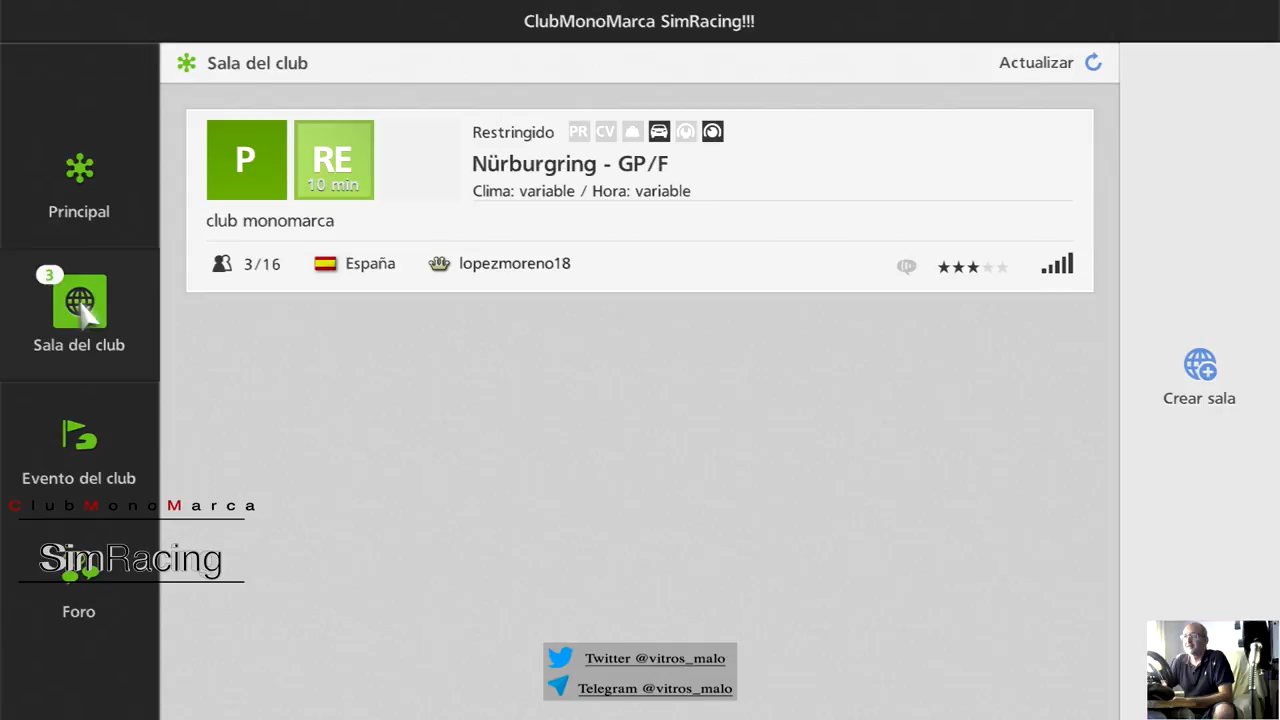 ClubMonoMarca SimRacing!!!
Sala del club
Actualizar
Principal
3
Sala del club
Evento del club
ClubMonoMarca
SimRacing
Foro
P
RE
10 min
Restringido PR CV
Nürburgring - GP/F
Clima: variable / Hora: variable
club monomarca
3/16 España lopezmoreno18
Crear sala
Twitter @vitros_malo
Telegram @vitros_malo